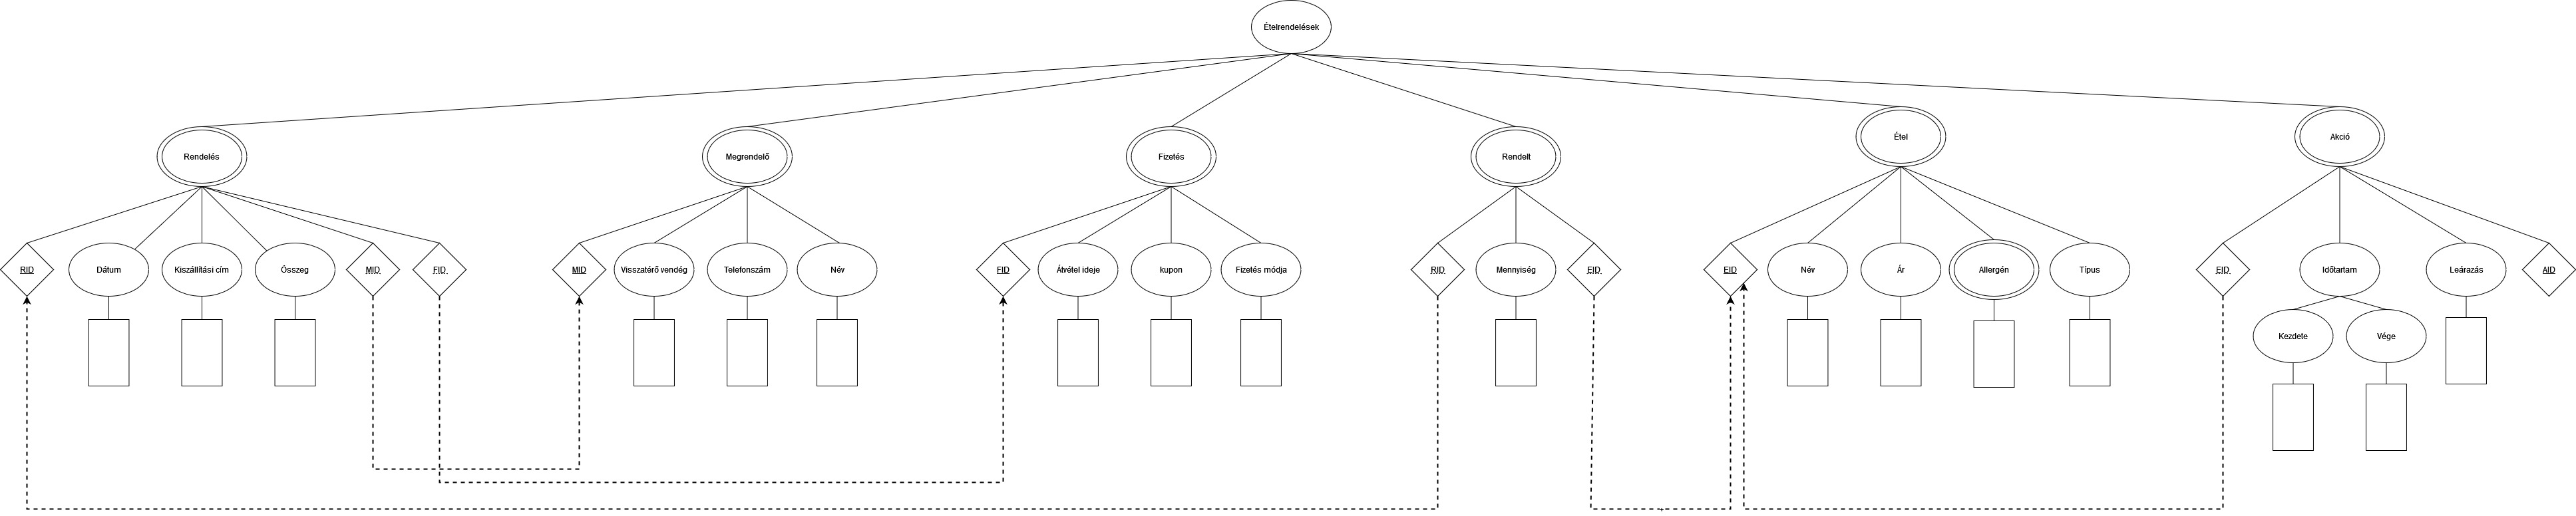 Ételrendelések
Rendelés
Megrendelő
Fizetés
Rendelt
Étel
Akció
RID
Dátum
Kiszállítási cím
Összeg
MID
FID
MID
Visszatérő vendég
Telefonszám
Név
FID
Átvétel ideje
kupon
Fizetés módja
RID
Mennyiség
EID
EID
Név
Ár
Allergén
Típus
EID
Időtartam
Leárazás
AID
Kezdete
Vége